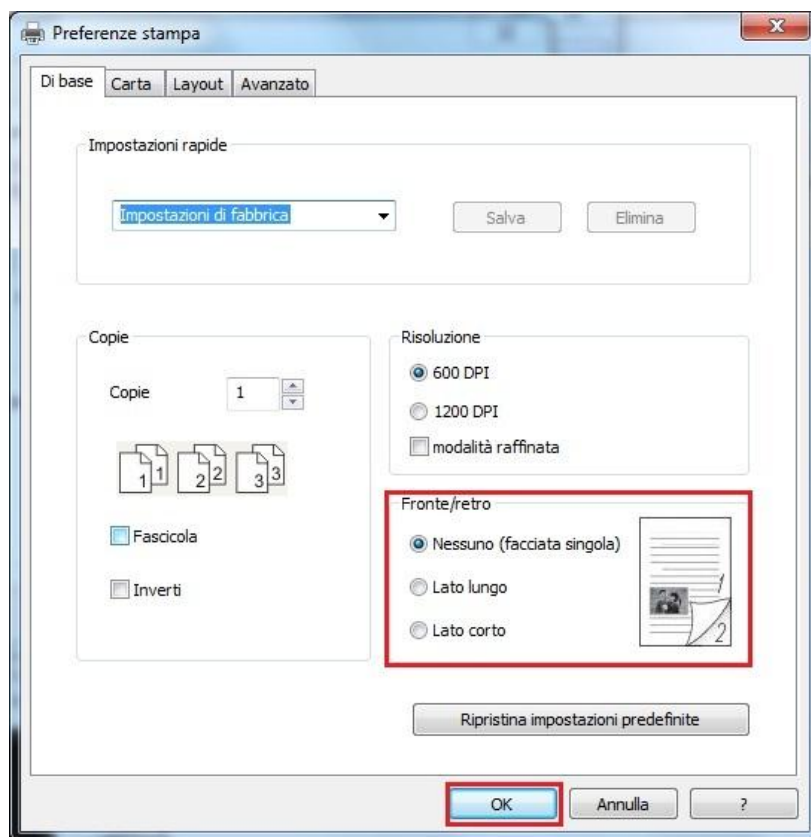 Preferenze stampa
Di base Carta Layout Avanzato
Impostazioni rapide
Impostazioni di fabbrica Salva Elimina
Copie
Copie 1
1 1 2 2 3 3
Fascicola
Inverti
Risoluzione
600 DPI
1200 DPI
modalità raffinata
Fronte/retro
Nessuno (facciata singola)
Lato lungo
Lato corto
1
2
Ripristina impostazioni predefinite
OK Annulla ?